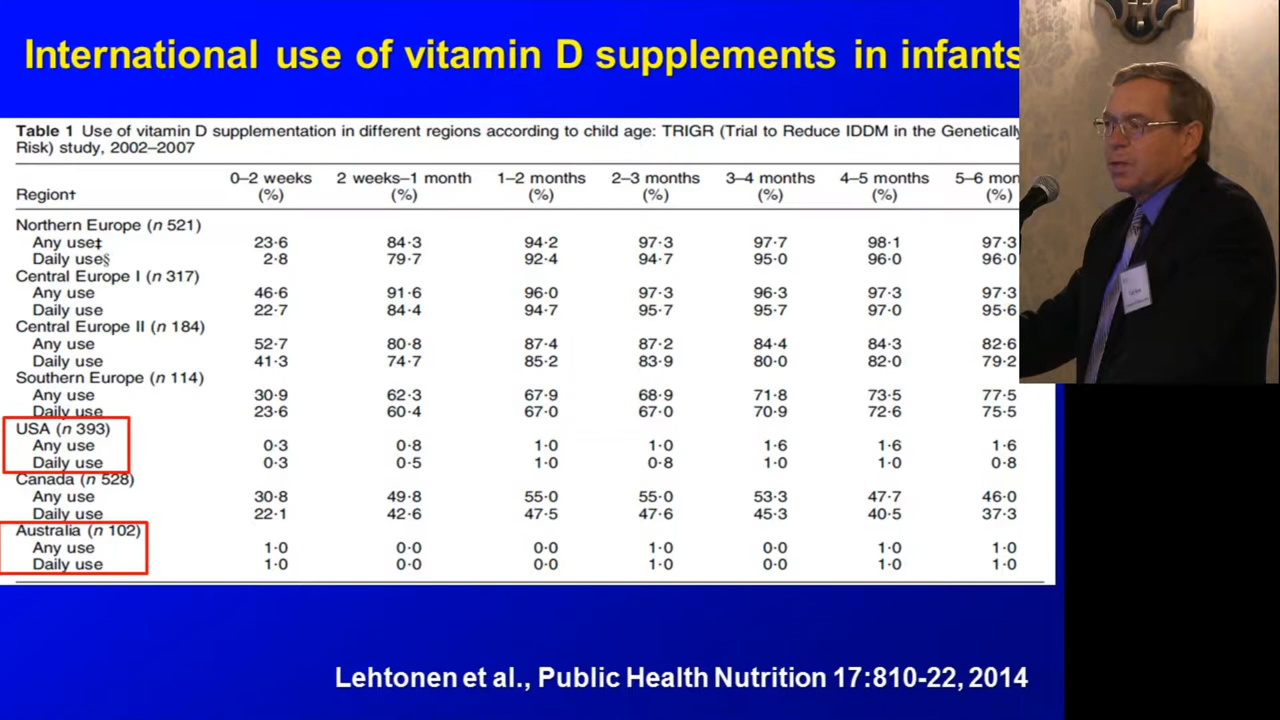 International use of vitamin D supplements in infants
Table 1 Use of vitamin D supplementation in different regions according to child age: TRIGR (Trial to Reduce IDDM in the Genetically
Risk) study, 2002–2007
0–2 weeks 2 weeks–1 month 1–2 months 2–3 months 3–4 months 4–5 months 5–6 mon
Region† (%) (%) (%) (%) (%) (%) (%)
Northern Europe (n 521)
Any use‡ 23·6 84·3 94·2 97·3 97·7 98·1 97·3
Daily use§ 2·8 79·7 92·4 94·7 95·0 96·0 96·0
Central Europe I (n 317)
Any use 46·6 91·6 96·0 97·3 96·3 97·3 97·3
Daily use 22·7 84·4 94·7 95·7 95·7 97·0 95·6
Central Europe II (n 184)
Any use 52·7 80·8 87·4 87·2 84·4 84·3 82·6
Daily use 41·3 74·7 85·2 83·9 80·0 82·0 79·2
Southern Europe (n 114)
Any use 30·9 62·3 67·9 68·9 71·8 73·5 77·5
Daily use 23·6 60·4 67·0 67·0 70·9 72·6 75·5
USA (n 393)
Any use 0·3 0·8 1·0 1·0 1·6 1·6 1·6
Daily use 0·3 0·5 1·0 0·8 1·0 1·0 0·8
Canada (n 528)
Any use 30·8 49·8 55·0 55·0 53·3 47·7 46·0
Daily use 22·1 42·6 47·5 47·6 45·3 40·5 37·3
Australia (n 102)
Any use 1·0 0·0 0·0 1·0 0·0 1·0 1·0
Daily use 1·0 0·0 0·0 1·0 0·0 1·0 1·0
Lehtonen et al., Public Health Nutrition 17:810-22, 2014